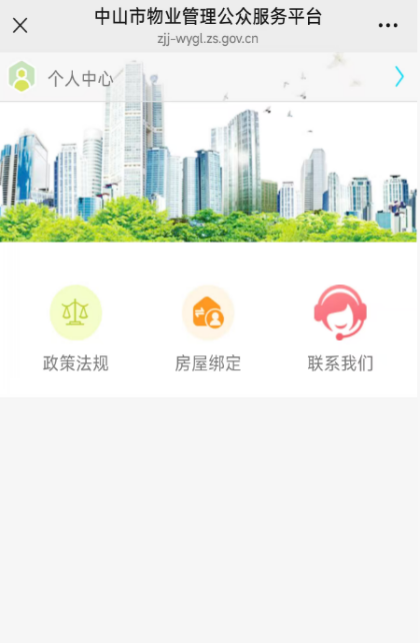 中山市物业管理公众服务平台
zjj-wygl.zs.gov.cn
个人中心
政策法规
房屋绑定
联系我们